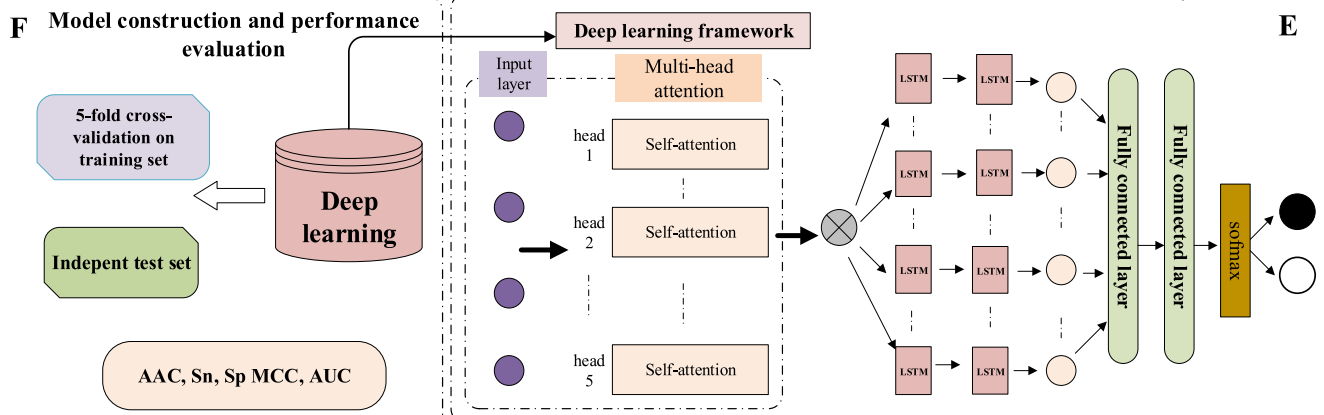 F
Model construction and performance
evaluation
5-fold cross-
validation on
training set
Deep
learning
Indepent test set
AAC, Sn, Sp MCC, AUC
E
Deep learning framework
Input
layer
Multi-head
attention
head
1
Self-attention
head
2
Self-attention
head
5
Self-attention
LSTM
LSTM
LSTM
LSTM
LSTM
LSTM
LSTM
LSTM
Fully connected layer
Fully connected layer
sofmax